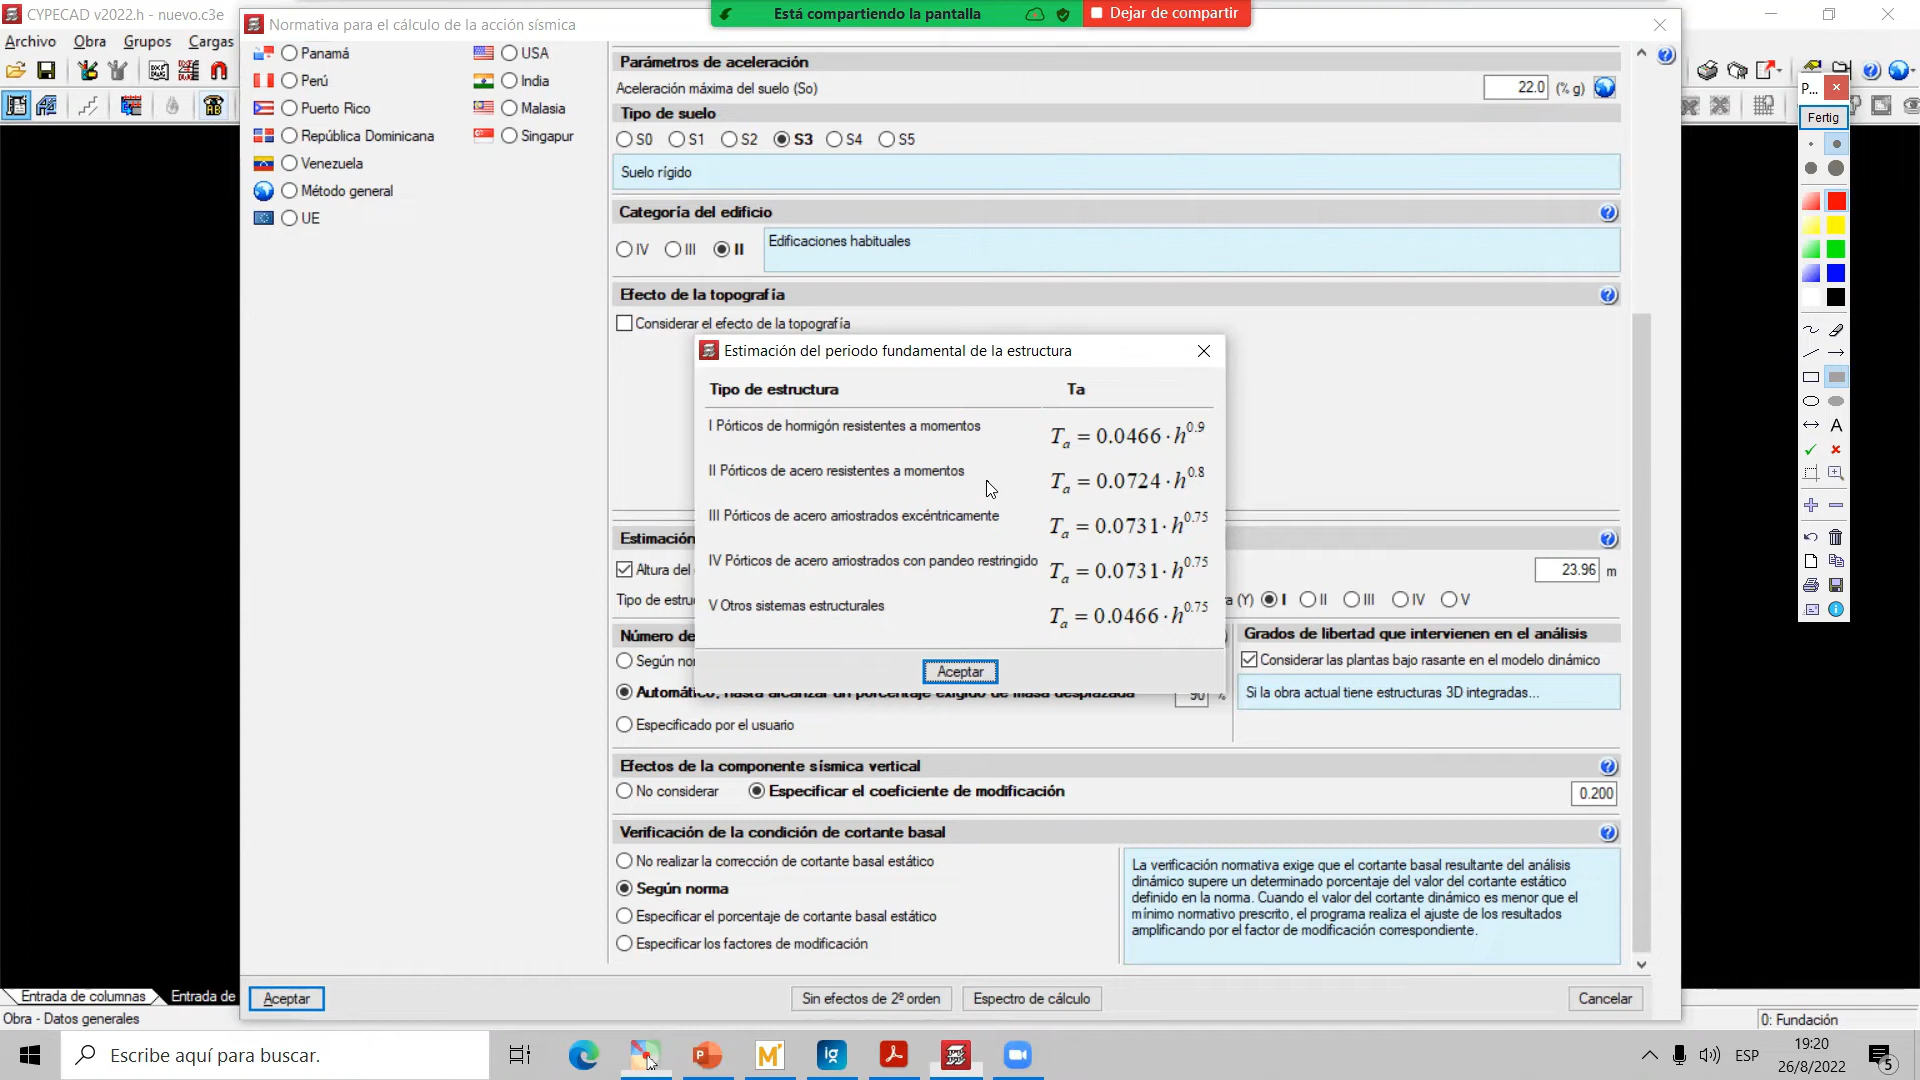 CYPECAD v2022.h - nuevo.c3e
Normativa para el cálculo de la acción sísmica
Está compartiendo la pantalla
Dejar de compartir
Archivo Obra Grupos Cargas
Panamá
Perú
Puerto Rico
República Dominicana
Venezuela
Método general
UE
USA
India
Malasia
Singapur
Parámetros de aceleración
Aceleración máxima del suelo (So) 22.0 (% g)
Tipo de suelo
S0 S1 S2 S3 S4 S5
Suelo rígido
Categoría del edificio
IV III II Edificaciones habituales
Efecto de la topografía
Considerar el efecto de la topografía
Estimación del periodo fundamental de la estructura
Tipo de estructura Ta
I Pórticos de hormigón resistentes a momentos Ta = 0.0466 · h^0.9
II Pórticos de acero resistentes a momentos Ta = 0.0724 · h^0.8
III Pórticos de acero arriostrados excéntricamente Ta = 0.0731 · h^0.75
IV Pórticos de acero arriostrados con pandeo restringido Ta = 0.0731 · h^0.75
V Otros sistemas estructurales Ta = 0.0466 · h^0.75
Aceptar
Estimación
Altura del 23.96 m
Tipo de estru a (Y) I II III IV V
Número de
Según nor
Automático, hasta alcanzar un porcentaje exigido de masa desplazada 90 %
Especificado por el usuario
Grados de libertad que intervienen en el análisis
Considerar las plantas bajo rasante en el modelo dinámico
Si la obra actual tiene estructuras 3D integradas...
Efectos de la componente sísmica vertical
No considerar Especificar el coeficiente de modificación 0.200
Verificación de la condición de cortante basal
No realizar la corrección de cortante basal estático
Según norma
Especificar el porcentaje de cortante basal estático
Especificar los factores de modificación
La verificación normativa exige que el cortante basal resultante del análisis
dinámico supere un determinado porcentaje del valor del cortante estático
definido en la norma. Cuando el valor del cortante dinámico es menor que el
mínimo normativo prescrito, el programa realiza el ajuste de los resultados
amplificando por el factor de modificación correspondiente.
Aceptar Sin efectos de 2º orden Espectro de cálculo Cancelar
P...
Fertig
Entrada de columnas Entrada de
Obra - Datos generales 0: Fundación
Escribe aquí para buscar.
ESP
19:20
26/8/2022
5